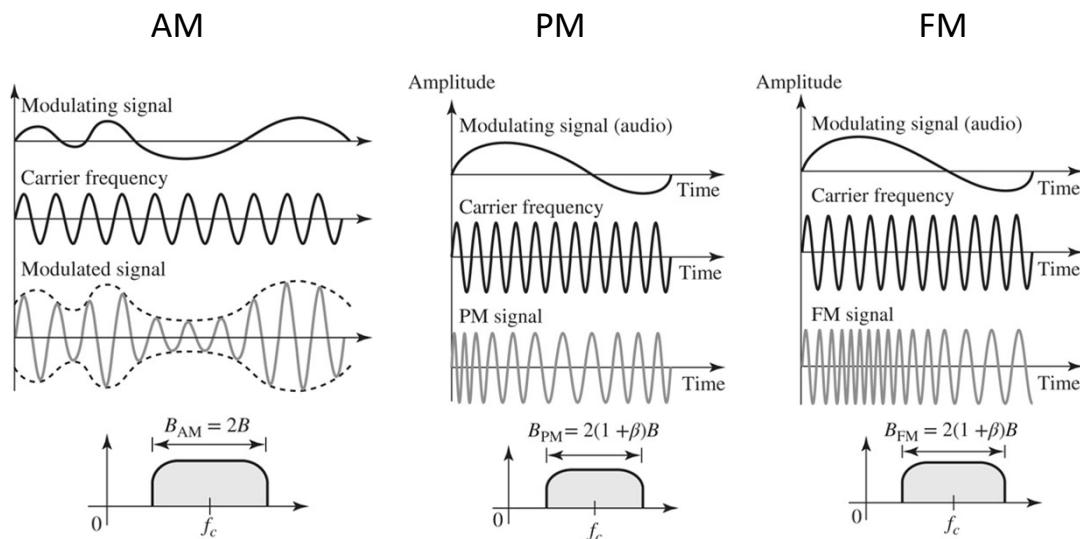 AM
Modulating signal
Carrier frequency
Modulated signal
B_AM = 2B
0
f_c
PM
Amplitude
Modulating signal (audio)
Time
Carrier frequency
Time
PM signal
Time
B_PM = 2(1 +β)B
0
f_c
FM
Amplitude
Modulating signal (audio)
Time
Carrier frequency
Time
FM signal
Time
B_FM = 2(1 +β)B
0
f_c